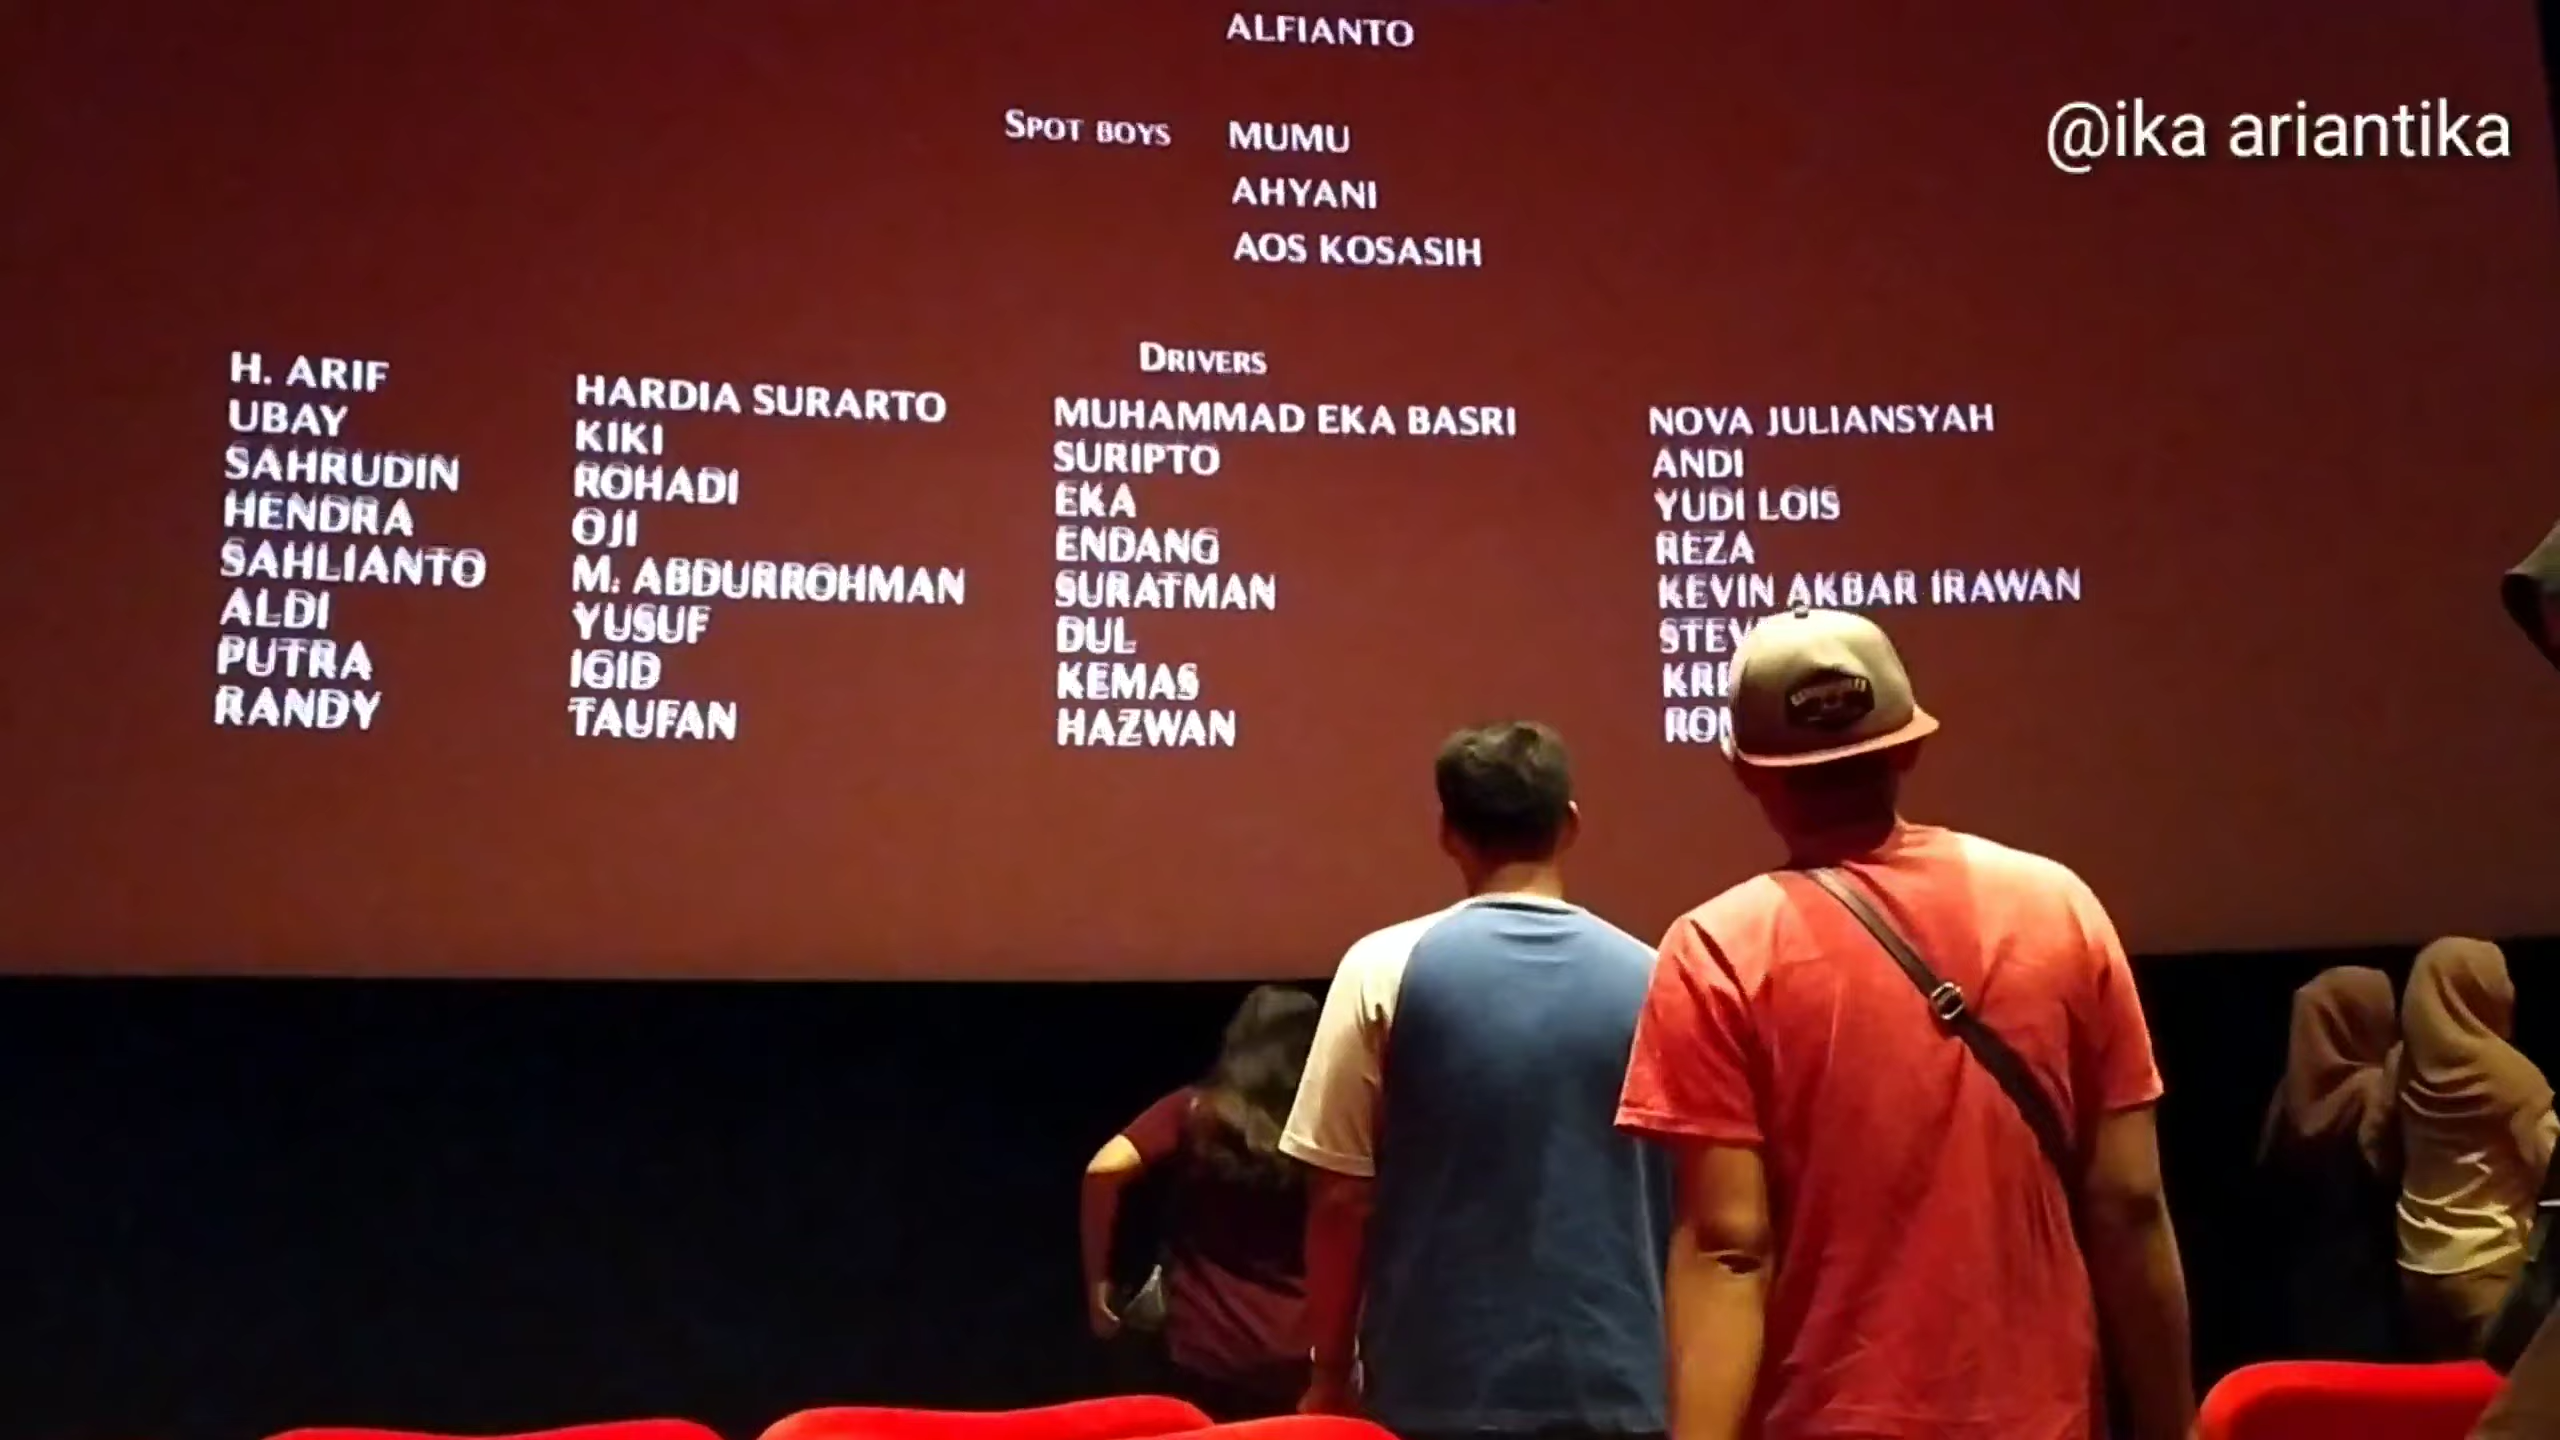 ALFIANTO
@ika ariantika
SPOT BOYS MUMU
AHYANI
AOS KOSASIH
DRIVERS
H. ARIF
UBAY
SAHRUDIN
HENDRA
SAHLIANTO
ALDI
PUTRA
RANDY
HARDIA SURARTO
KIKI
ROHADI
OJI
M. ABDURROHMAN
YUSUF
IGID
TAUFAN
MUHAMMAD EKA BASRI
SURIPTO
EKA
ENDANG
SURATMAN
DUL
KEMAS
HAZWAN
NOVA JULIANSYAH
ANDI
YUDI LOIS
REZA
KEVIN AKBAR IRAWAN